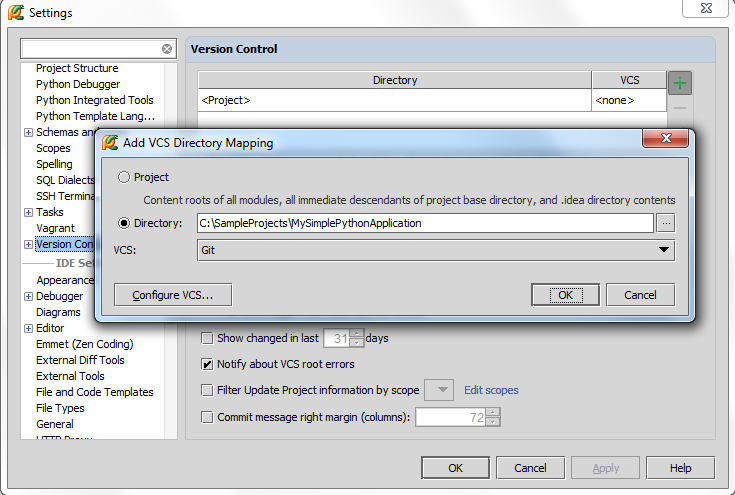 Settings
Version Control
Project Structure
Python Debugger
Python Integrated Tools
Python Template Lang...
Schemas and
Scopes
Spelling
SQL Dialects
SSH Termina
Tasks
Vagrant
Version Con
IDE Set
Appearance
Debugger
Diagrams
Editor
Emmet (Zen Coding)
External Diff Tools
External Tools
File and Code Templates
File Types
General
HTTP Proxy
Directory VCS
<Project> <none>
Add VCS Directory Mapping
Project
Content roots of all modules, all immediate descendants of project base directory, and .idea directory contents
Directory: C:\SampleProjects\MySimplePythonApplication ...
VCS: Git
Configure VCS... OK Cancel
Show changed in last 31 days
Notify about VCS root errors
Filter Update Project information by scope Edit scopes
Commit message right margin (columns): 72
OK Cancel Apply Help